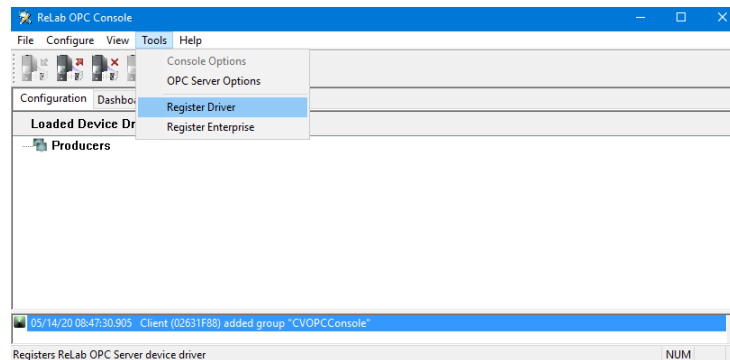 ReLab OPC Console
File Configure View Tools Help
Console Options
OPC Server Options
Configuration Dashboa
Register Driver
Loaded Device Dr
Register Enterprise
Producers
05/14/20 08:47:30.905 Client (02631F88) added group "CVOPCConsole"
Registers ReLab OPC Server device driver NUM